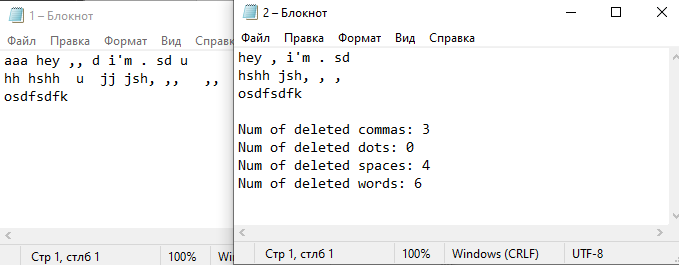 1 – Блокнот
Файл Правка Формат Вид Справк
aaa hey ,, d i'm . sd u
hh hshh  u  jj jsh, ,,   ,,
osdfsdfk
Стр 1, стлб 1 100% Wi
2 – Блокнот
Файл Правка Формат Вид Справка
hey , i'm . sd
hshh jsh, , ,
osdfsdfk

Num of deleted commas: 3
Num of deleted dots: 0
Num of deleted spaces: 4
Num of deleted words: 6
Стр 1, стлб 1 100% Windows (CRLF) UTF-8